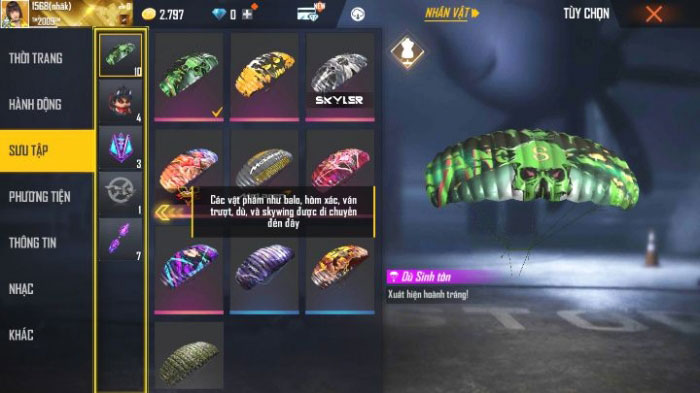 1568(nhák)
2.797
0
NHÂN VẬT
TÙY CHỌN
THỜI TRANG
HÀNH ĐỘNG
SƯU TẬP
PHƯƠNG TIỆN
THÔNG TIN
NHẠC
KHÁC
10
4
3
1
7
SKYLER
Các vật phẩm như balo, hòm xác, ván
trượt, dù, và skywing được di chuyển
đến đây
Dù Sinh tồn
Xuất hiện hoành tráng!